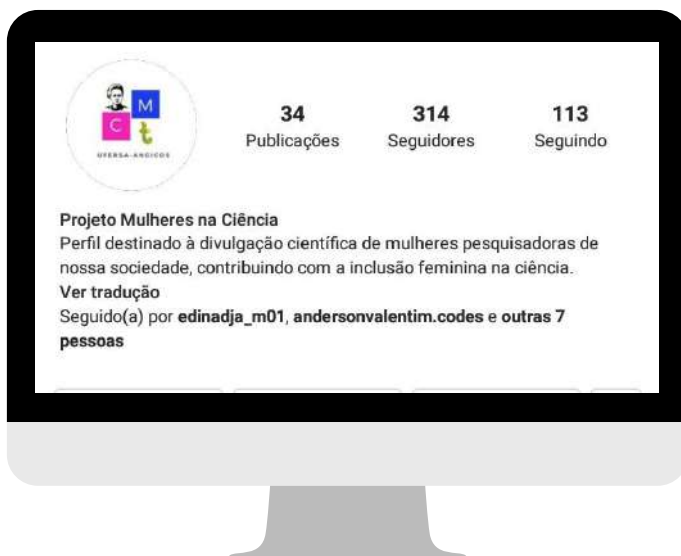 M
C t
UFERSA-ANGICOS
34 314 113
Publicações Seguidores Seguindo
Projeto Mulheres na Ciência
Perfil destinado à divulgação científica de mulheres pesquisadoras de
nossa sociedade, contribuindo com a inclusão feminina na ciência.
Ver tradução
Seguido(a) por edinadja_m01, andersonvalentim.codes e outras 7
pessoas